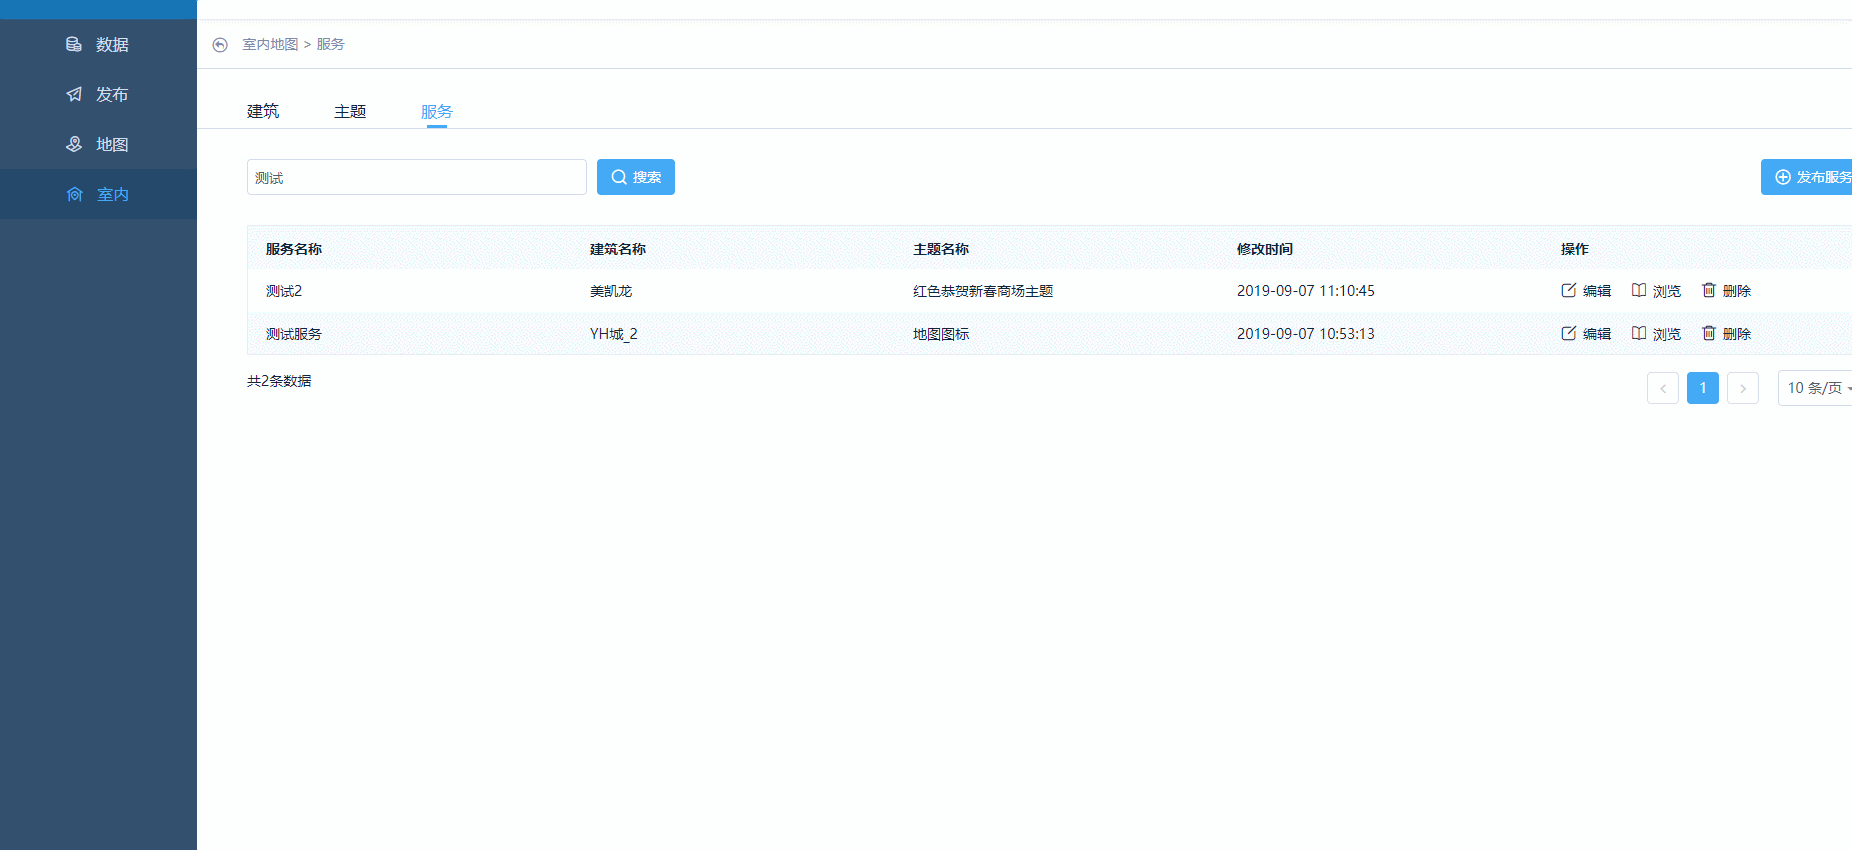 数据
发布
地图
室内
室内地图 > 服务
建筑 主题 服务
测试 搜索 发布服务
服务名称 建筑名称 主题名称 修改时间 操作
测试2 美凯龙 红色恭贺新春商场主题 2019-09-07 11:10:45 编辑 浏览 删除
测试服务 YH城_2 地图图标 2019-09-07 10:53:13 编辑 浏览 删除
共2条数据
< 1 > 10 条/页